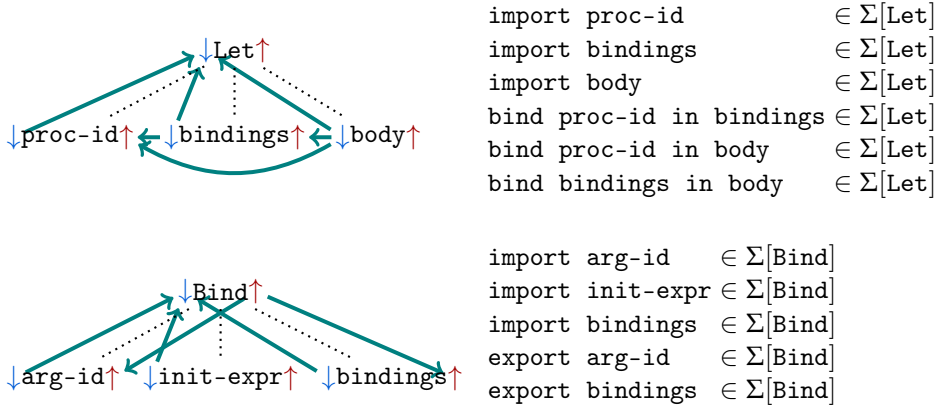 ↓Let↑
↓proc-id↑ ↓bindings↑ ↓body↑
import proc-id ∈ Σ[Let]
import bindings ∈ Σ[Let]
import body ∈ Σ[Let]
bind proc-id in bindings ∈ Σ[Let]
bind proc-id in body ∈ Σ[Let]
bind bindings in body ∈ Σ[Let]
↓Bind↑
↓arg-id↑ ↓init-expr↑ ↓bindings↑
import arg-id ∈ Σ[Bind]
import init-expr ∈ Σ[Bind]
import bindings ∈ Σ[Bind]
export arg-id ∈ Σ[Bind]
export bindings ∈ Σ[Bind]